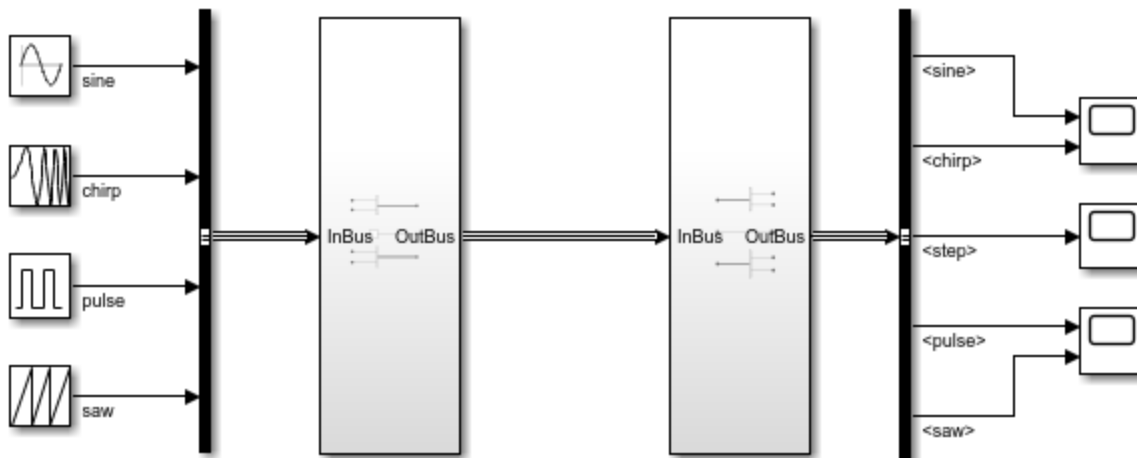 sine
chirp
pulse
saw
InBus OutBus
InBus OutBus
<sine>
<chirp>
<step>
<pulse>
<saw>